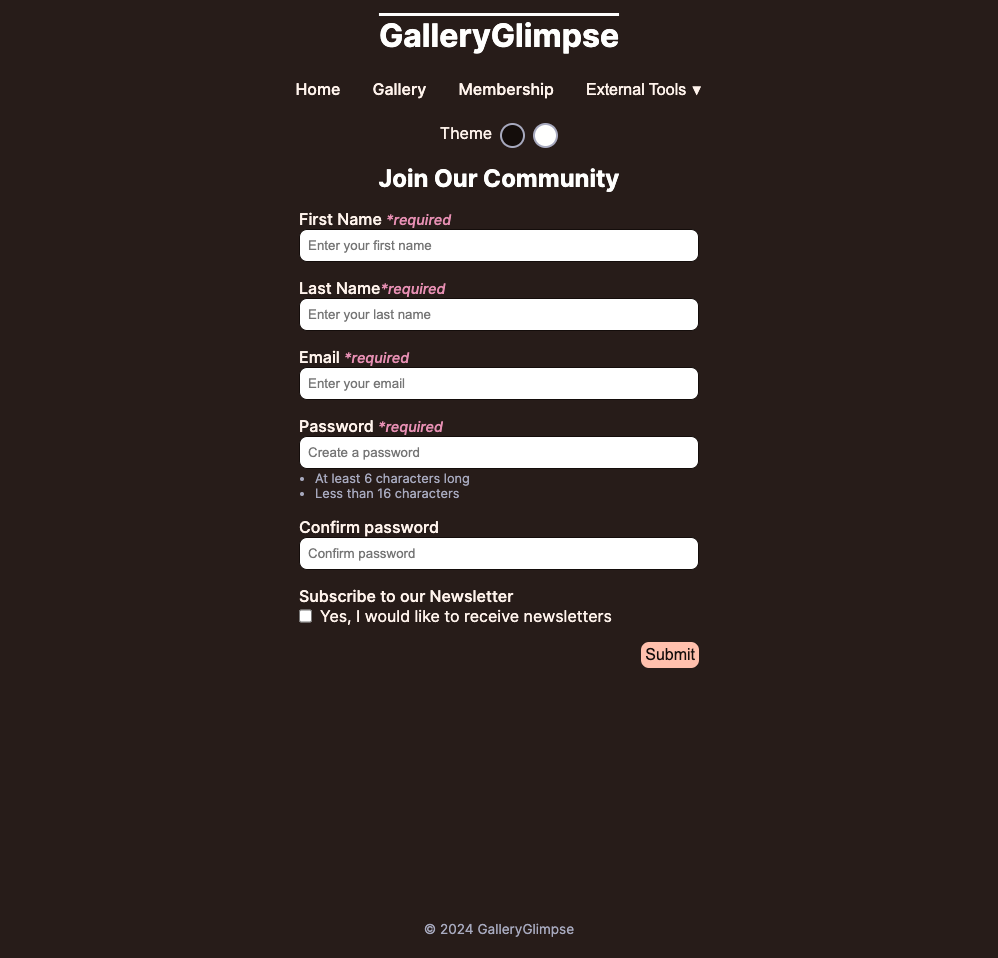 GalleryGlimpse
Home Gallery Membership External Tools ▼
Theme
Join Our Community
First Name *required
Enter your first name
Last Name*required
Enter your last name
Email *required
Enter your email
Password *required
Create a password
• At least 6 characters long
• Less than 16 characters
Confirm password
Confirm password
Subscribe to our Newsletter
Yes, I would like to receive newsletters
Submit
© 2024 GalleryGlimpse